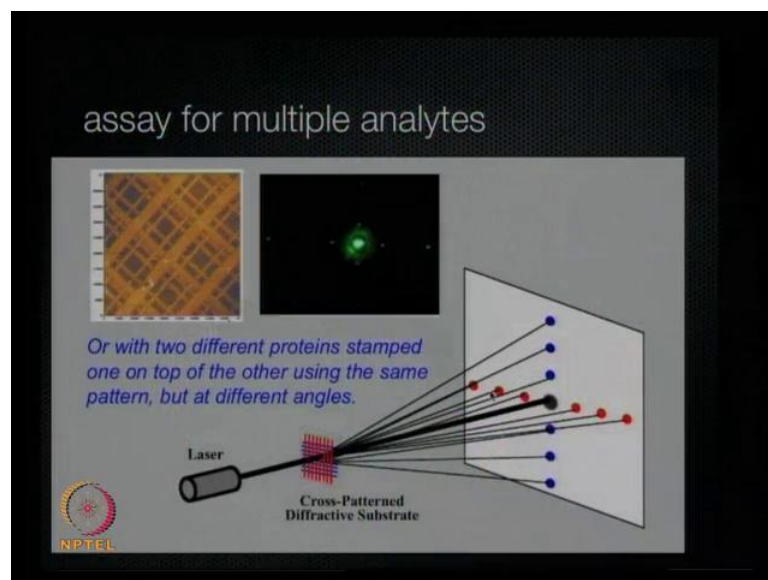 assay for multiple analytes
Or with two different proteins stamped
one on top of the other using the same
pattern, but at different angles.
Laser
Cross-Patterned
Diffractive Substrate
NPTEL